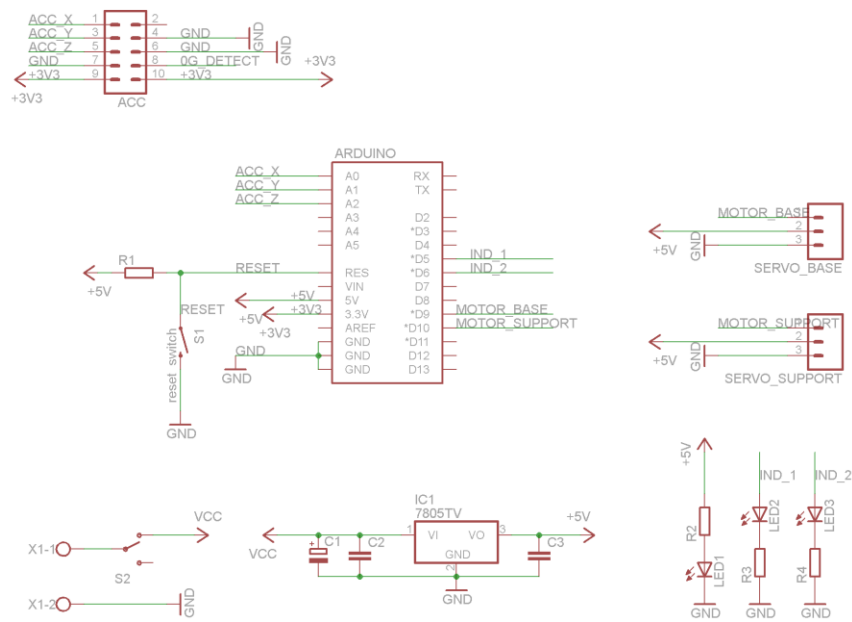 ACC_X 1 2
ACC_Y 3 4 GND GND
ACC_Z 5 6 GND GND
GND 7 8 0G_DETECT +3V3
+3V3 9 10 +3V3
+3V3
ACC
ARDUINO
ACC_X A0 RX
ACC_Y A1 TX
ACC_Z A2
A3 D2
A4 *D3
A5 D4
*D5 IND_1
R1 RESET RES *D6 IND_2
+5V VIN D7
+5V 5V D8
RESET +5V +3V3 3.3V *D9 MOTOR_BASE
+3V3 AREF *D10 MOTOR_SUPPORT
GND *D11
GND GND D12
GND GND D13
reset_switch S1
GND
MOTOR_BASE
2
+5V GND 3
SERVO_BASE
MOTOR_SUPPORT
2
+5V GND 3
SERVO_SUPPORT
VCC
X1-1
S2
X1-2 GND
IC1
7805TV
VCC C1 + C2 1 VI VO 3 C3 +5V
GND
2
GND
+5V IND_1 IND_2
R2 LED2 LED3
LED1 R3 R4
GND GND GND